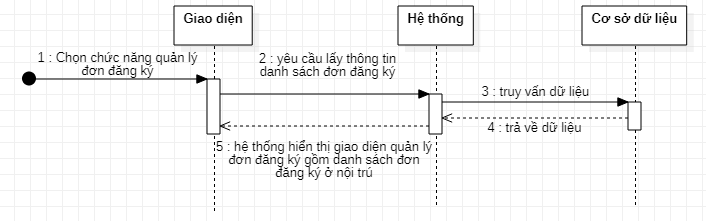 Giao diện
Hệ thống
Cơ sở dữ liệu
1 : Chọn chức năng quản lý
đơn đăng ký
2 : yêu cầu lấy thông tin
danh sách đơn đăng ký
3 : truy vấn dữ liệu
4 : trả về dữ liệu
5 : hệ thống hiển thị giao diện quản lý
đơn đăng ký gồm danh sách đơn
đăng ký ở nội trú